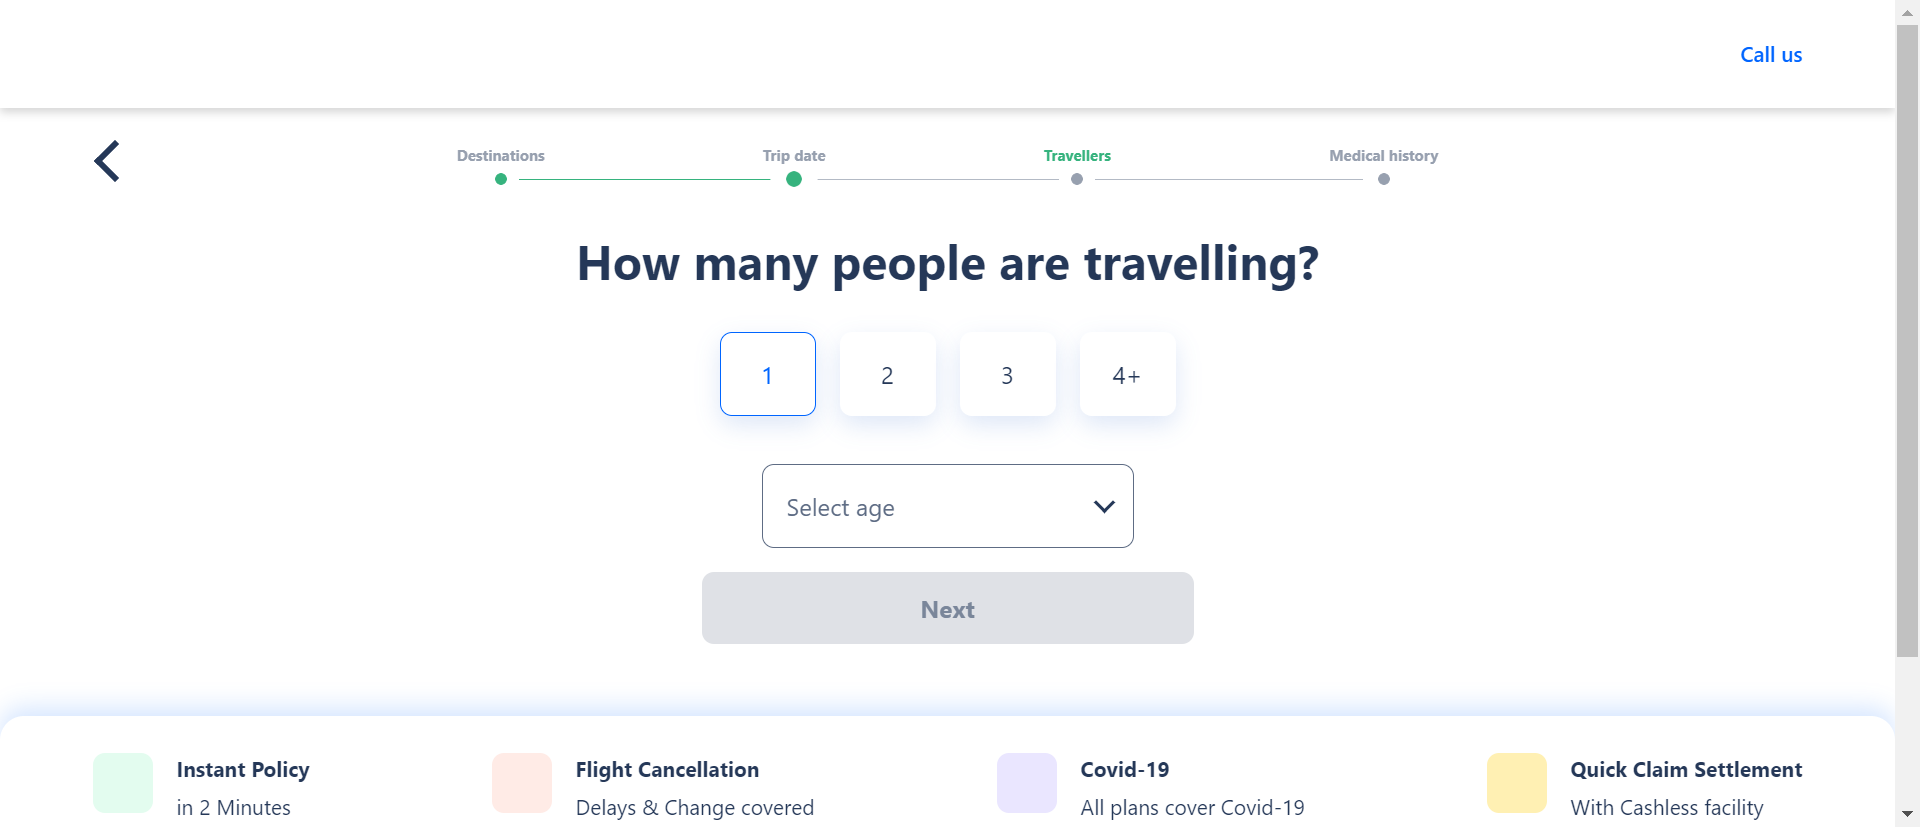 Call us
Destinations
Trip date
Travellers
Medical history
How many people are travelling?
1
2
3
4+
Select age
Next
Instant Policy
in 2 Minutes
Flight Cancellation
Delays & Change covered
Covid-19
All plans cover Covid-19
Quick Claim Settlement
With Cashless facility